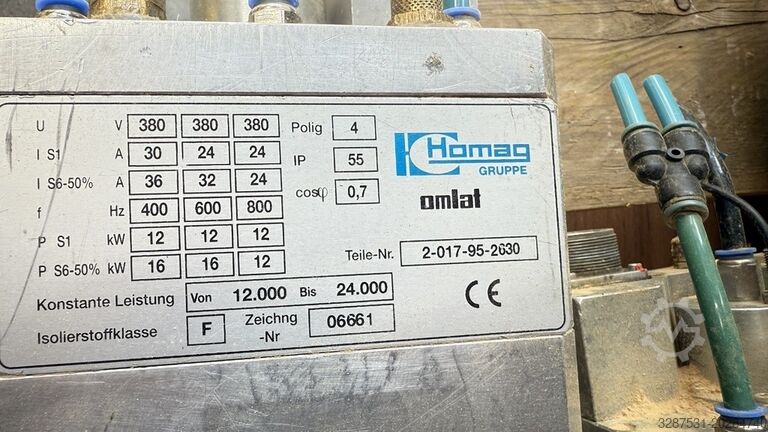 U V 380 380 380 Polig 4
I S1 A 30 24 24 IP 55
I S6-50% A 36 32 24 cosφ 0,7
f Hz 400 600 800
P S1 kW 12 12 12
P S6-50% kW 16 16 12
Homag
GRUPPE
omlat
Teile-Nr. 2-017-95-2630
Konstante Leistung Von 12.000 Bis 24.000
Isolierstoffklasse F Zeichng -Nr 06661
CE